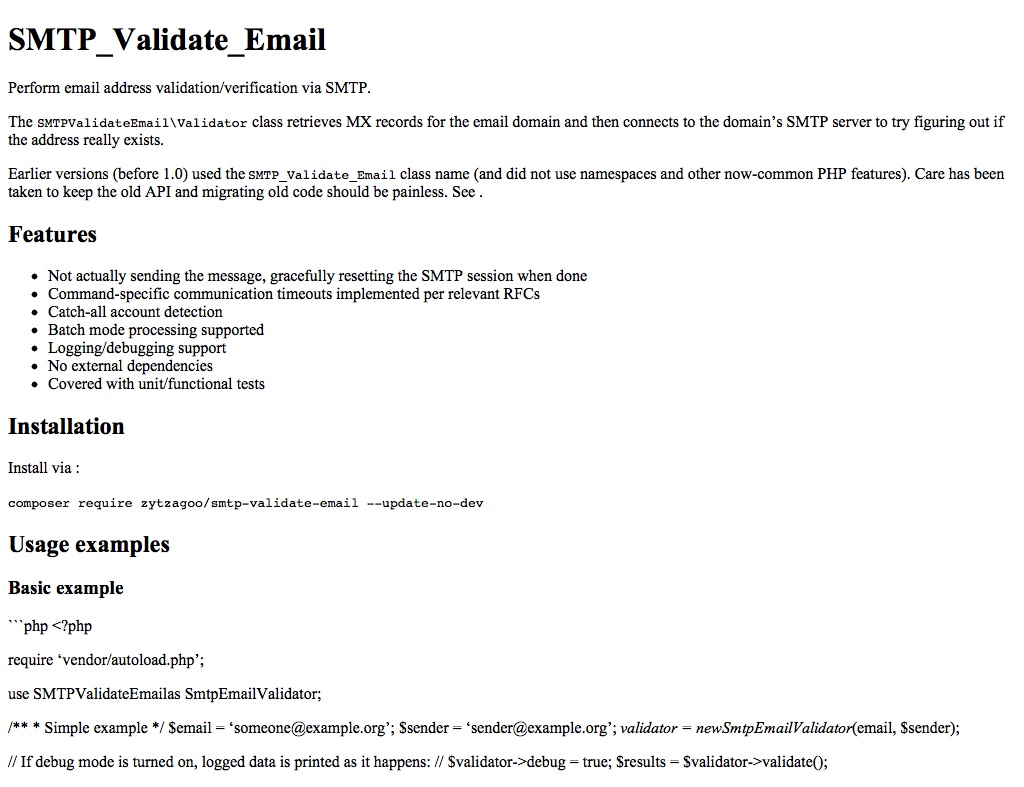 SMTP_Validate_Email
Perform email address validation/verification via SMTP.
The SMTPValidateEmail\Validator class retrieves MX records for the email domain and then connects to the domain’s SMTP server to try figuring out if
the address really exists.
Earlier versions (before 1.0) used the SMTP_Validate_Email class name (and did not use namespaces and other now-common PHP features). Care has been
taken to keep the old API and migrating old code should be painless. See .
Features
• Not actually sending the message, gracefully resetting the SMTP session when done
• Command-specific communication timeouts implemented per relevant RFCs
• Catch-all account detection
• Batch mode processing supported
• Logging/debugging support
• No external dependencies
• Covered with unit/functional tests
Installation
Install via :
composer require zytzagoo/smtp-validate-email --update-no-dev
Usage examples
Basic example
```php <?php
require ‘vendor/autoload.php’;
use SMTPValidateEmailas SmtpEmailValidator;
/** * Simple example */ $email = ‘someone@example.org’; $sender = ‘sender@example.org’; validator = newSmtpEmailValidator(email, $sender);
// If debug mode is turned on, logged data is printed as it happens: // $validator->debug = true; $results = $validator->validate();